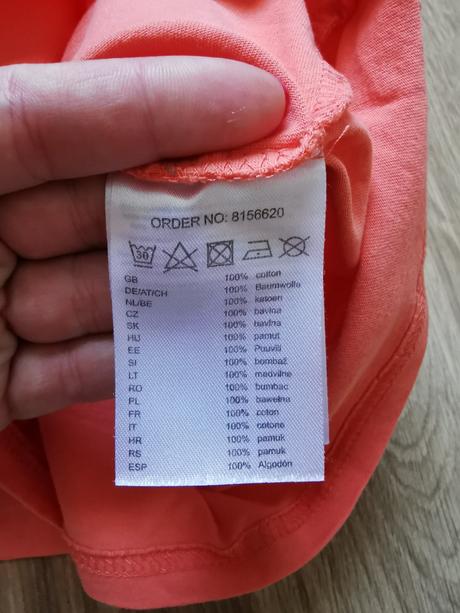 ORDER NO: 8156620
30
GB 100% cotton
DE/AT/CH 100% Baumwolle
NL/BE 100% katoen
CZ 100% bavlna
SK 100% bavlna
HU 100% pamut
EE 100% Puuvill
SI 100% bombaž
LT 100% medvilnė
RO 100% bumbac
PL 100% bawełna
FR 100% coton
IT 100% cotone
HR 100% pamuk
RS 100% pamuk
ESP 100% Algodón